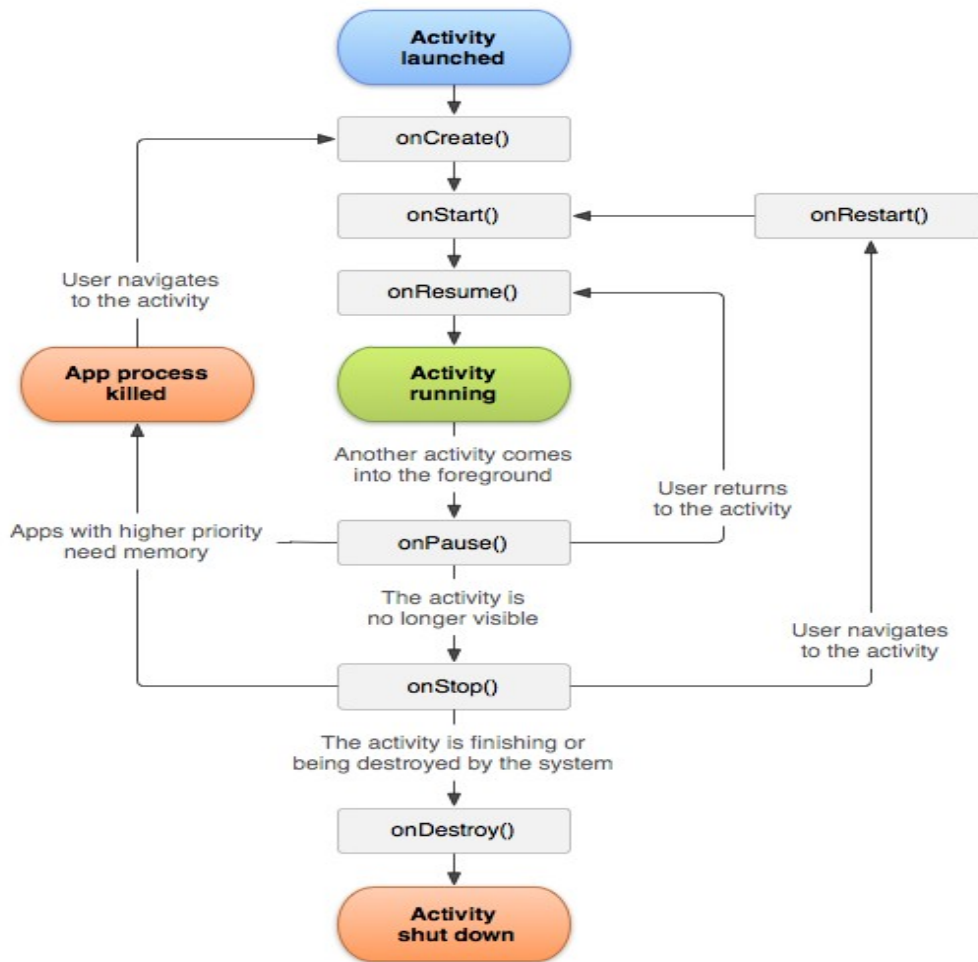 Activity
launched
onCreate()
onStart()
onRestart()
User navigates
to the activity
onResume()
App process
killed
Activity
running
Another activity comes
into the foreground
User returns
to the activity
Apps with higher priority
need memory
onPause()
The activity is
no longer visible
User navigates
to the activity
onStop()
The activity is finishing or
being destroyed by the system
onDestroy()
Activity
shut down